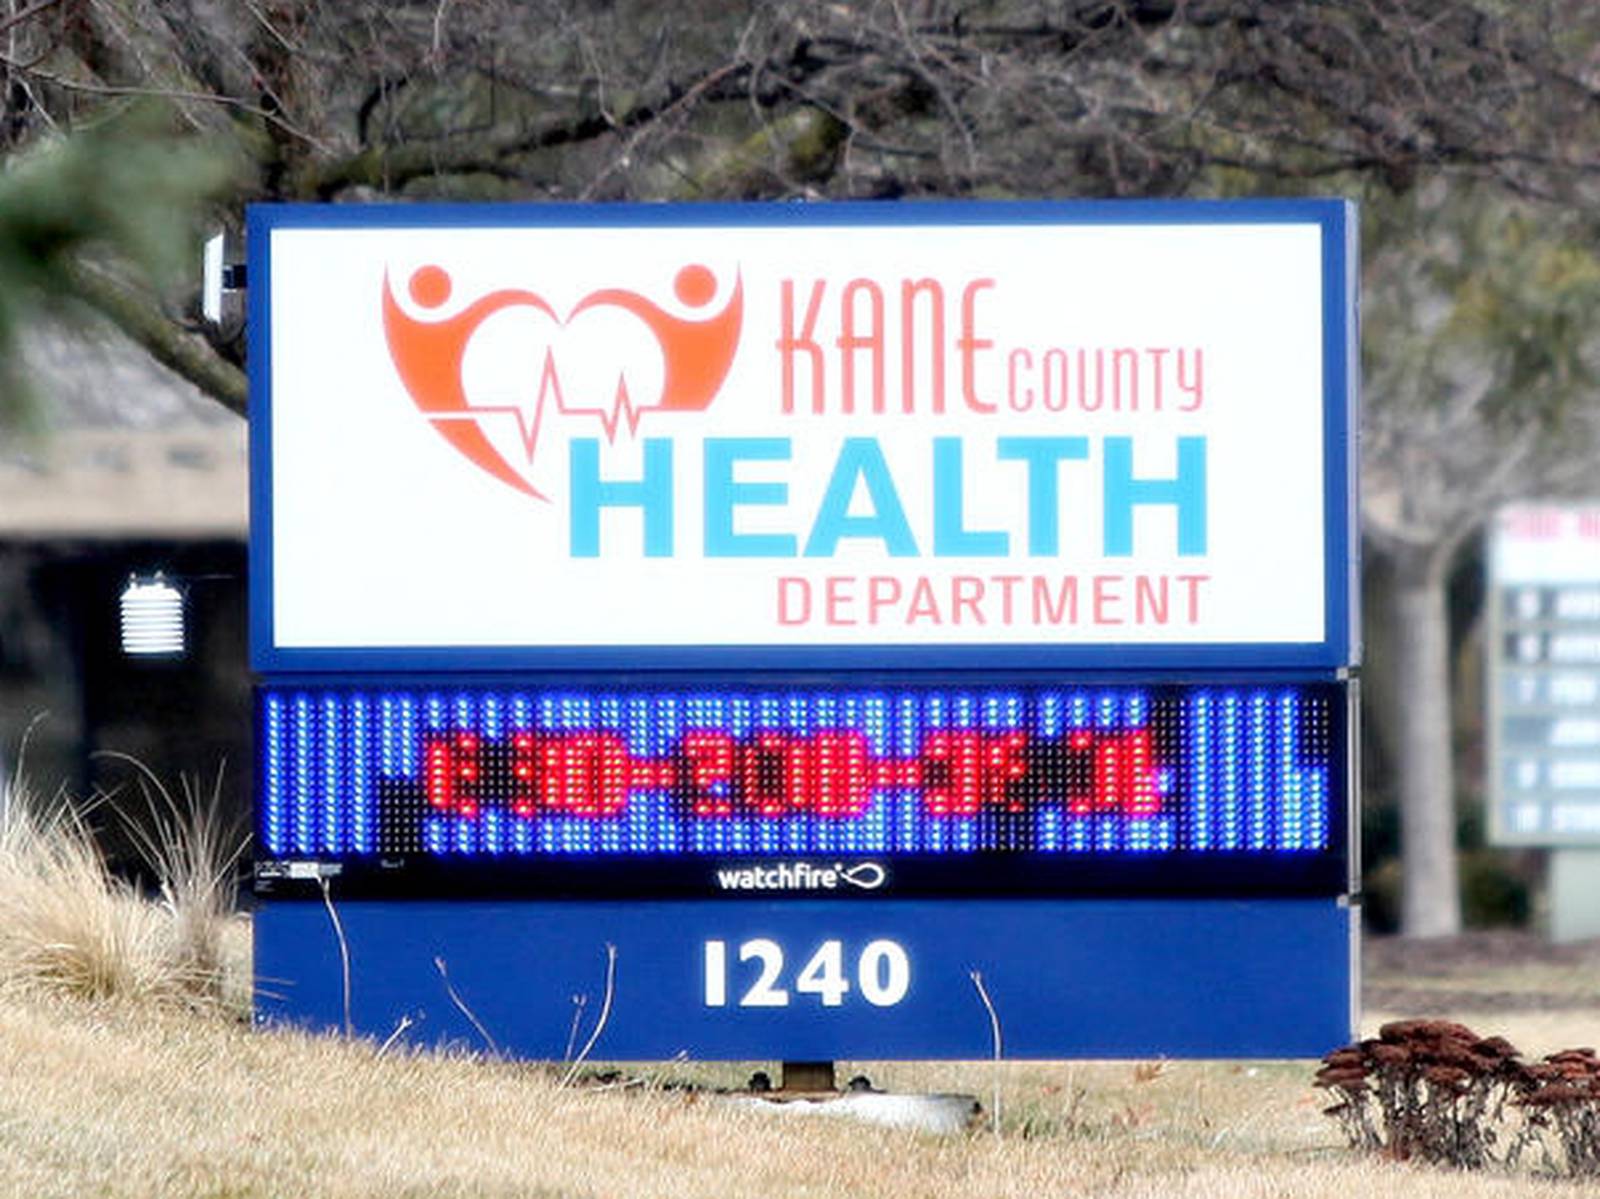 KANE COUNTY
HEALTH
DEPARTMENT
watchfire
1240